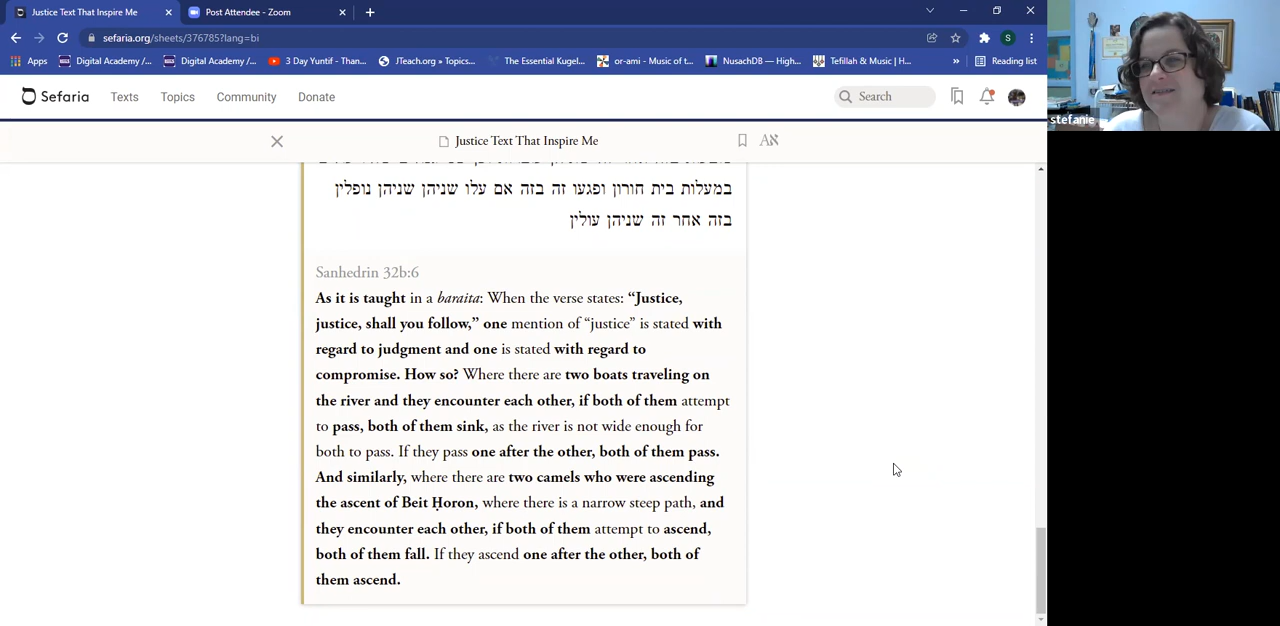 Justice Text That Inspire Me
Post Attendee - Zoom
sefaria.org/sheets/376785?lang=bi
Apps
Digital Academy /...
Digital Academy /...
3 Day Yuntif - Than...
JTeach.org » Topics...
The Essential Kugel...
or-ami - Music of t...
NusachDB — High...
Tefillah & Music | H...
»
Reading list
Sefaria
Texts
Topics
Community
Donate
Search
S
stefanie
Justice Text That Inspire Me
Aא
במעלות בית חורון ופגעו זה בזה אם עלו שניהן שניהן נופלין
בזה אחר זה שניהן עולין
Sanhedrin 32b:6
As it is taught in a baraita: When the verse states: “Justice,
justice, shall you follow,” one mention of “justice” is stated with
regard to judgment and one is stated with regard to
compromise. How so? Where there are two boats traveling on
the river and they encounter each other, if both of them attempt
to pass, both of them sink, as the river is not wide enough for
both to pass. If they pass one after the other, both of them pass.
And similarly, where there are two camels who were ascending
the ascent of Beit Ḥoron, where there is a narrow steep path, and
they encounter each other, if both of them attempt to ascend,
both of them fall. If they ascend one after the other, both of
them ascend.